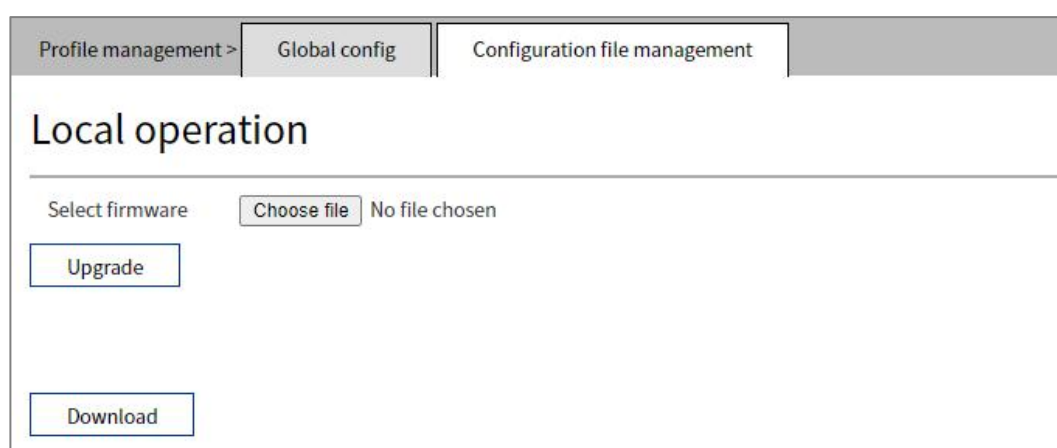 Profile management > Global config Configuration file management
Local operation
Select firmware Choose file No file chosen
Upgrade
Download